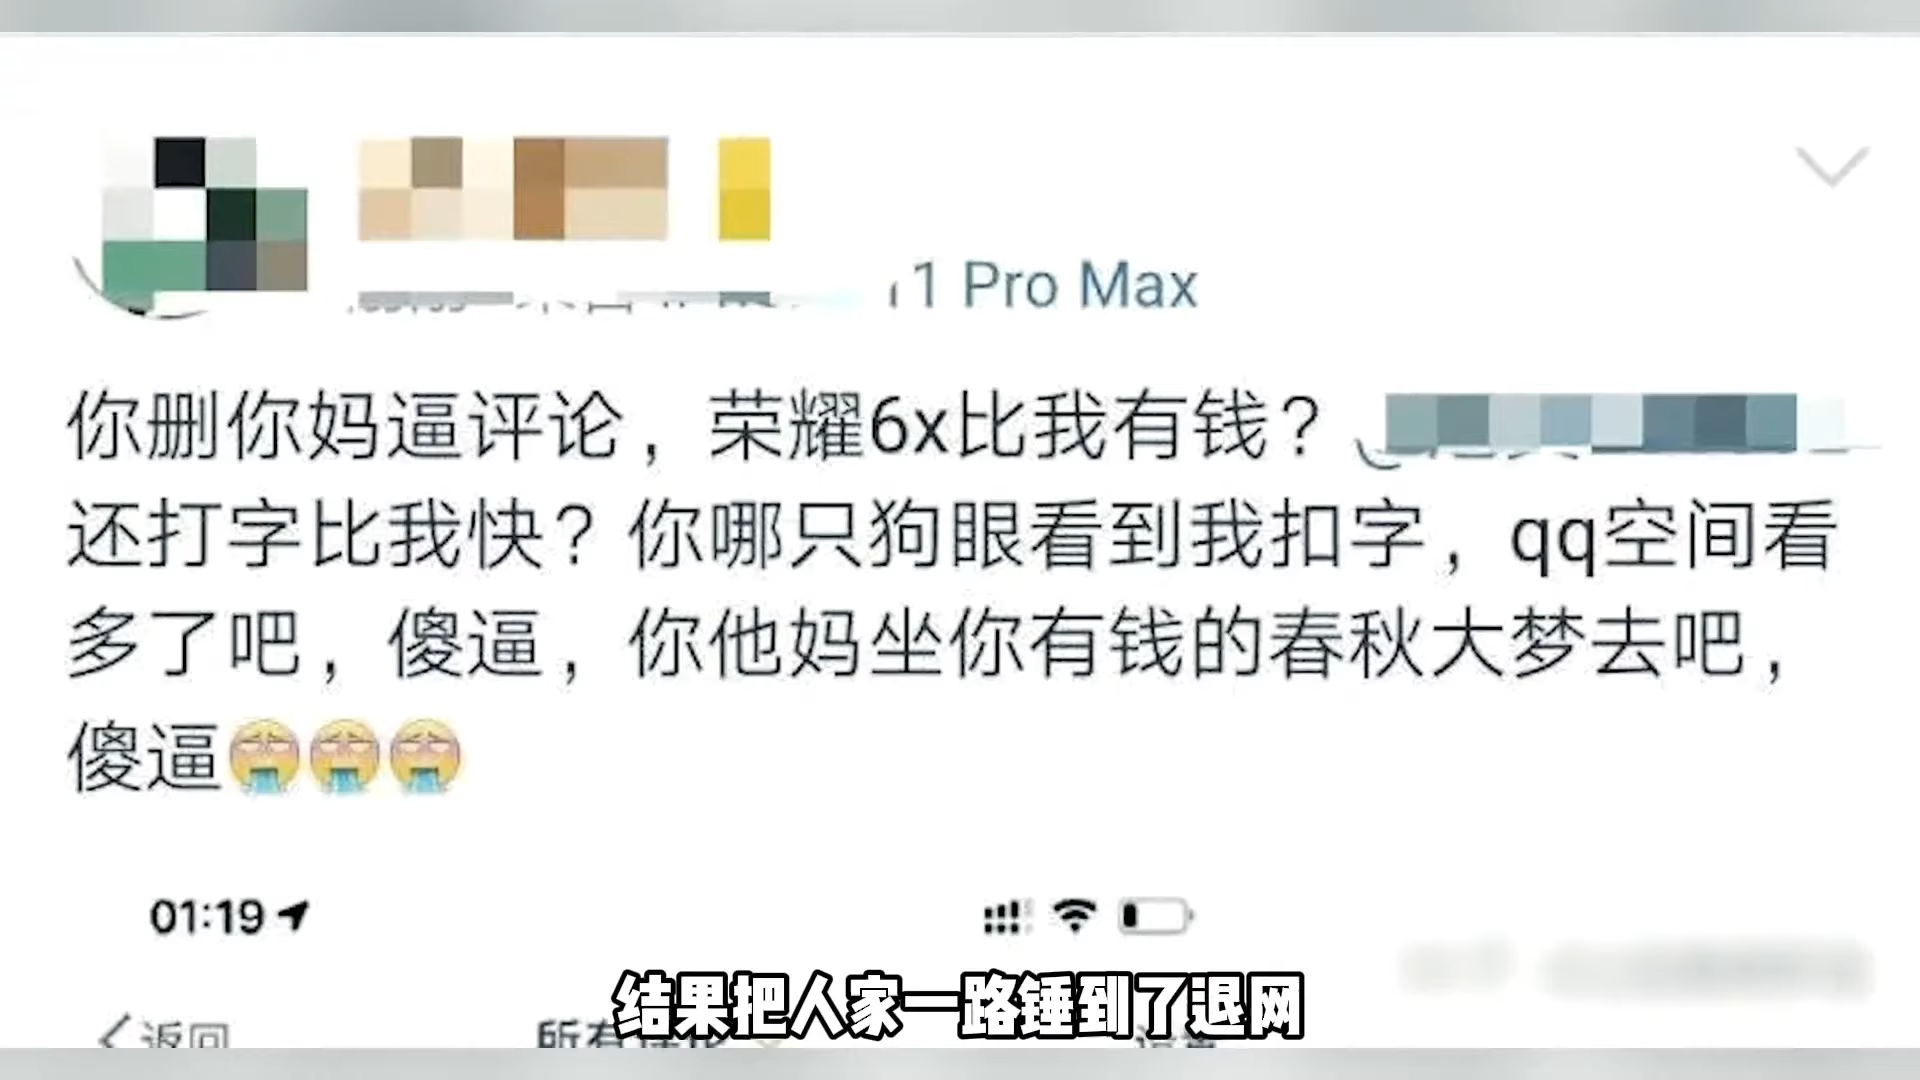 11 Pro Max
你删你妈逼评论，荣耀6x比我有钱？
还打字比我快？你哪只狗眼看到我扣字，qq空间看
多了吧，傻逼，你他妈坐你有钱的春秋大梦去吧，
傻逼
01:19
结果把人家一路锤到了退网
返回